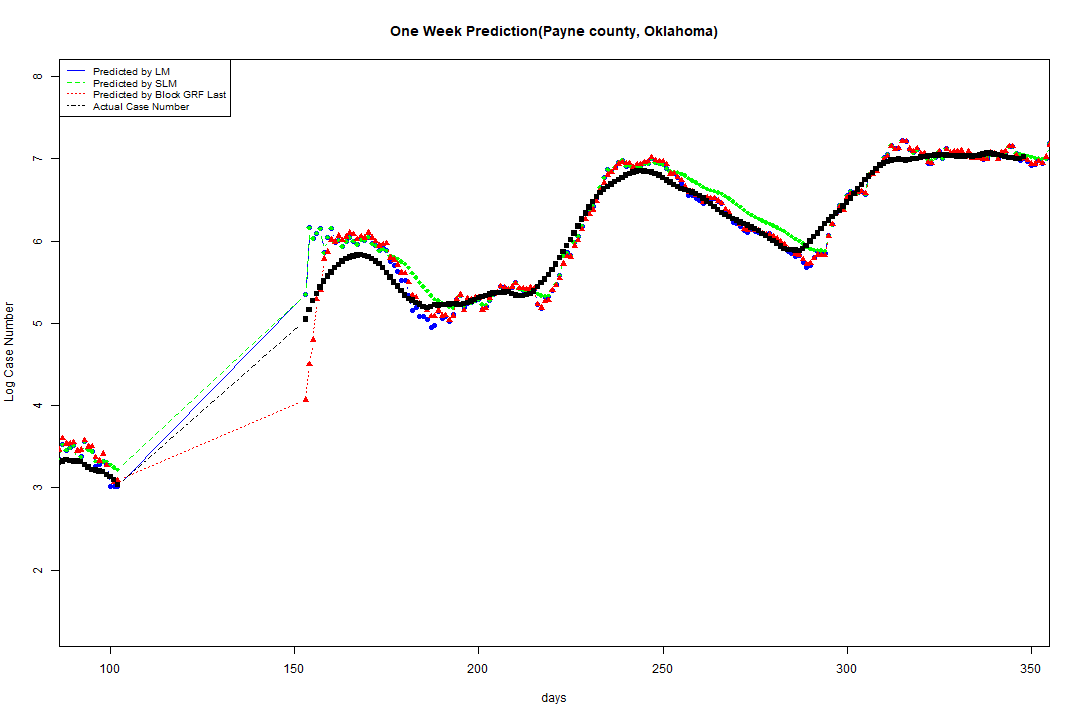 One Week Prediction(Payne county, Oklahoma)
Predicted by LM
Predicted by SLM
Predicted by Block GRF Last
Actual Case Number
8
7
6
5
4
3
2
Log Case Number
100 150 200 250 300 350
days